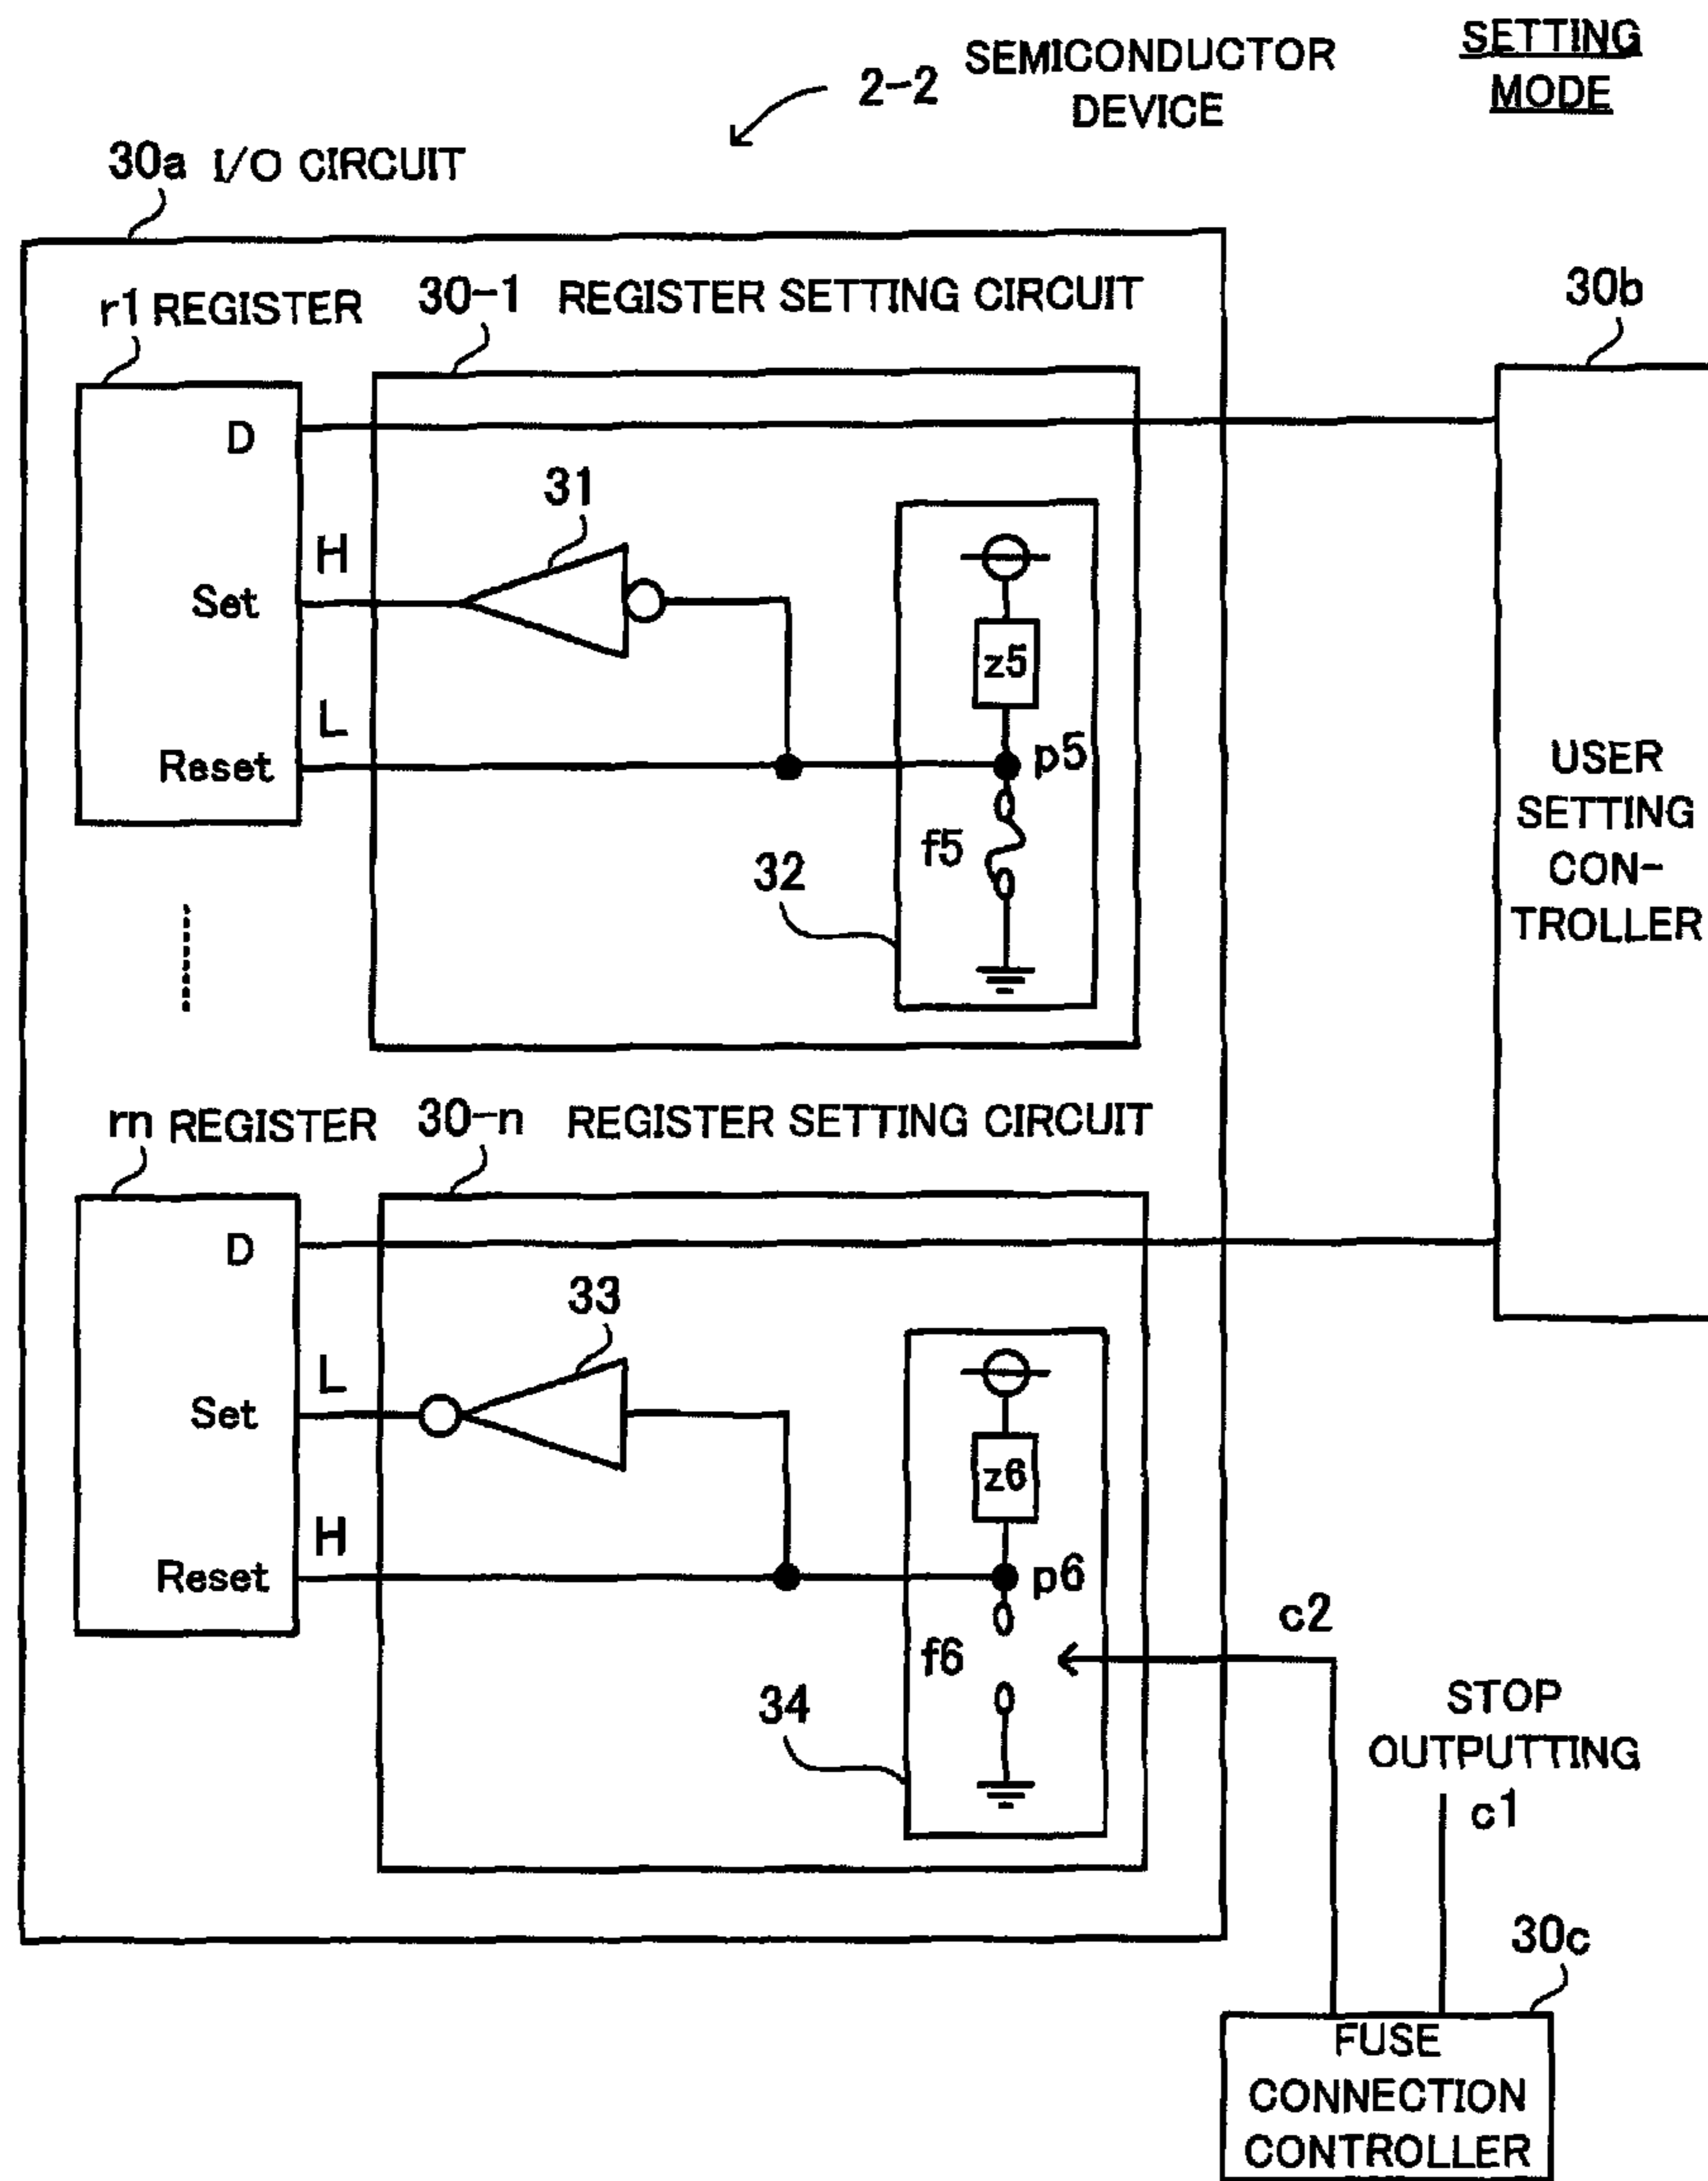 SETTING
MODE
2-2 SEMICONDUCTOR
DEVICE
30a I/O CIRCUIT
r1 REGISTER
30-1 REGISTER SETTING CIRCUIT
30b
D
31
H
Set
z5
L
Reset
p5
f5
32
USER
SETTING
CON-
TROLLER
rn REGISTER
30-n REGISTER SETTING CIRCUIT
D
33
L
Set
z6
H
Reset
p6
f6
34
c2
STOP
OUTPUTTING
c1
30c
FUSE
CONNECTION
CONTROLLER